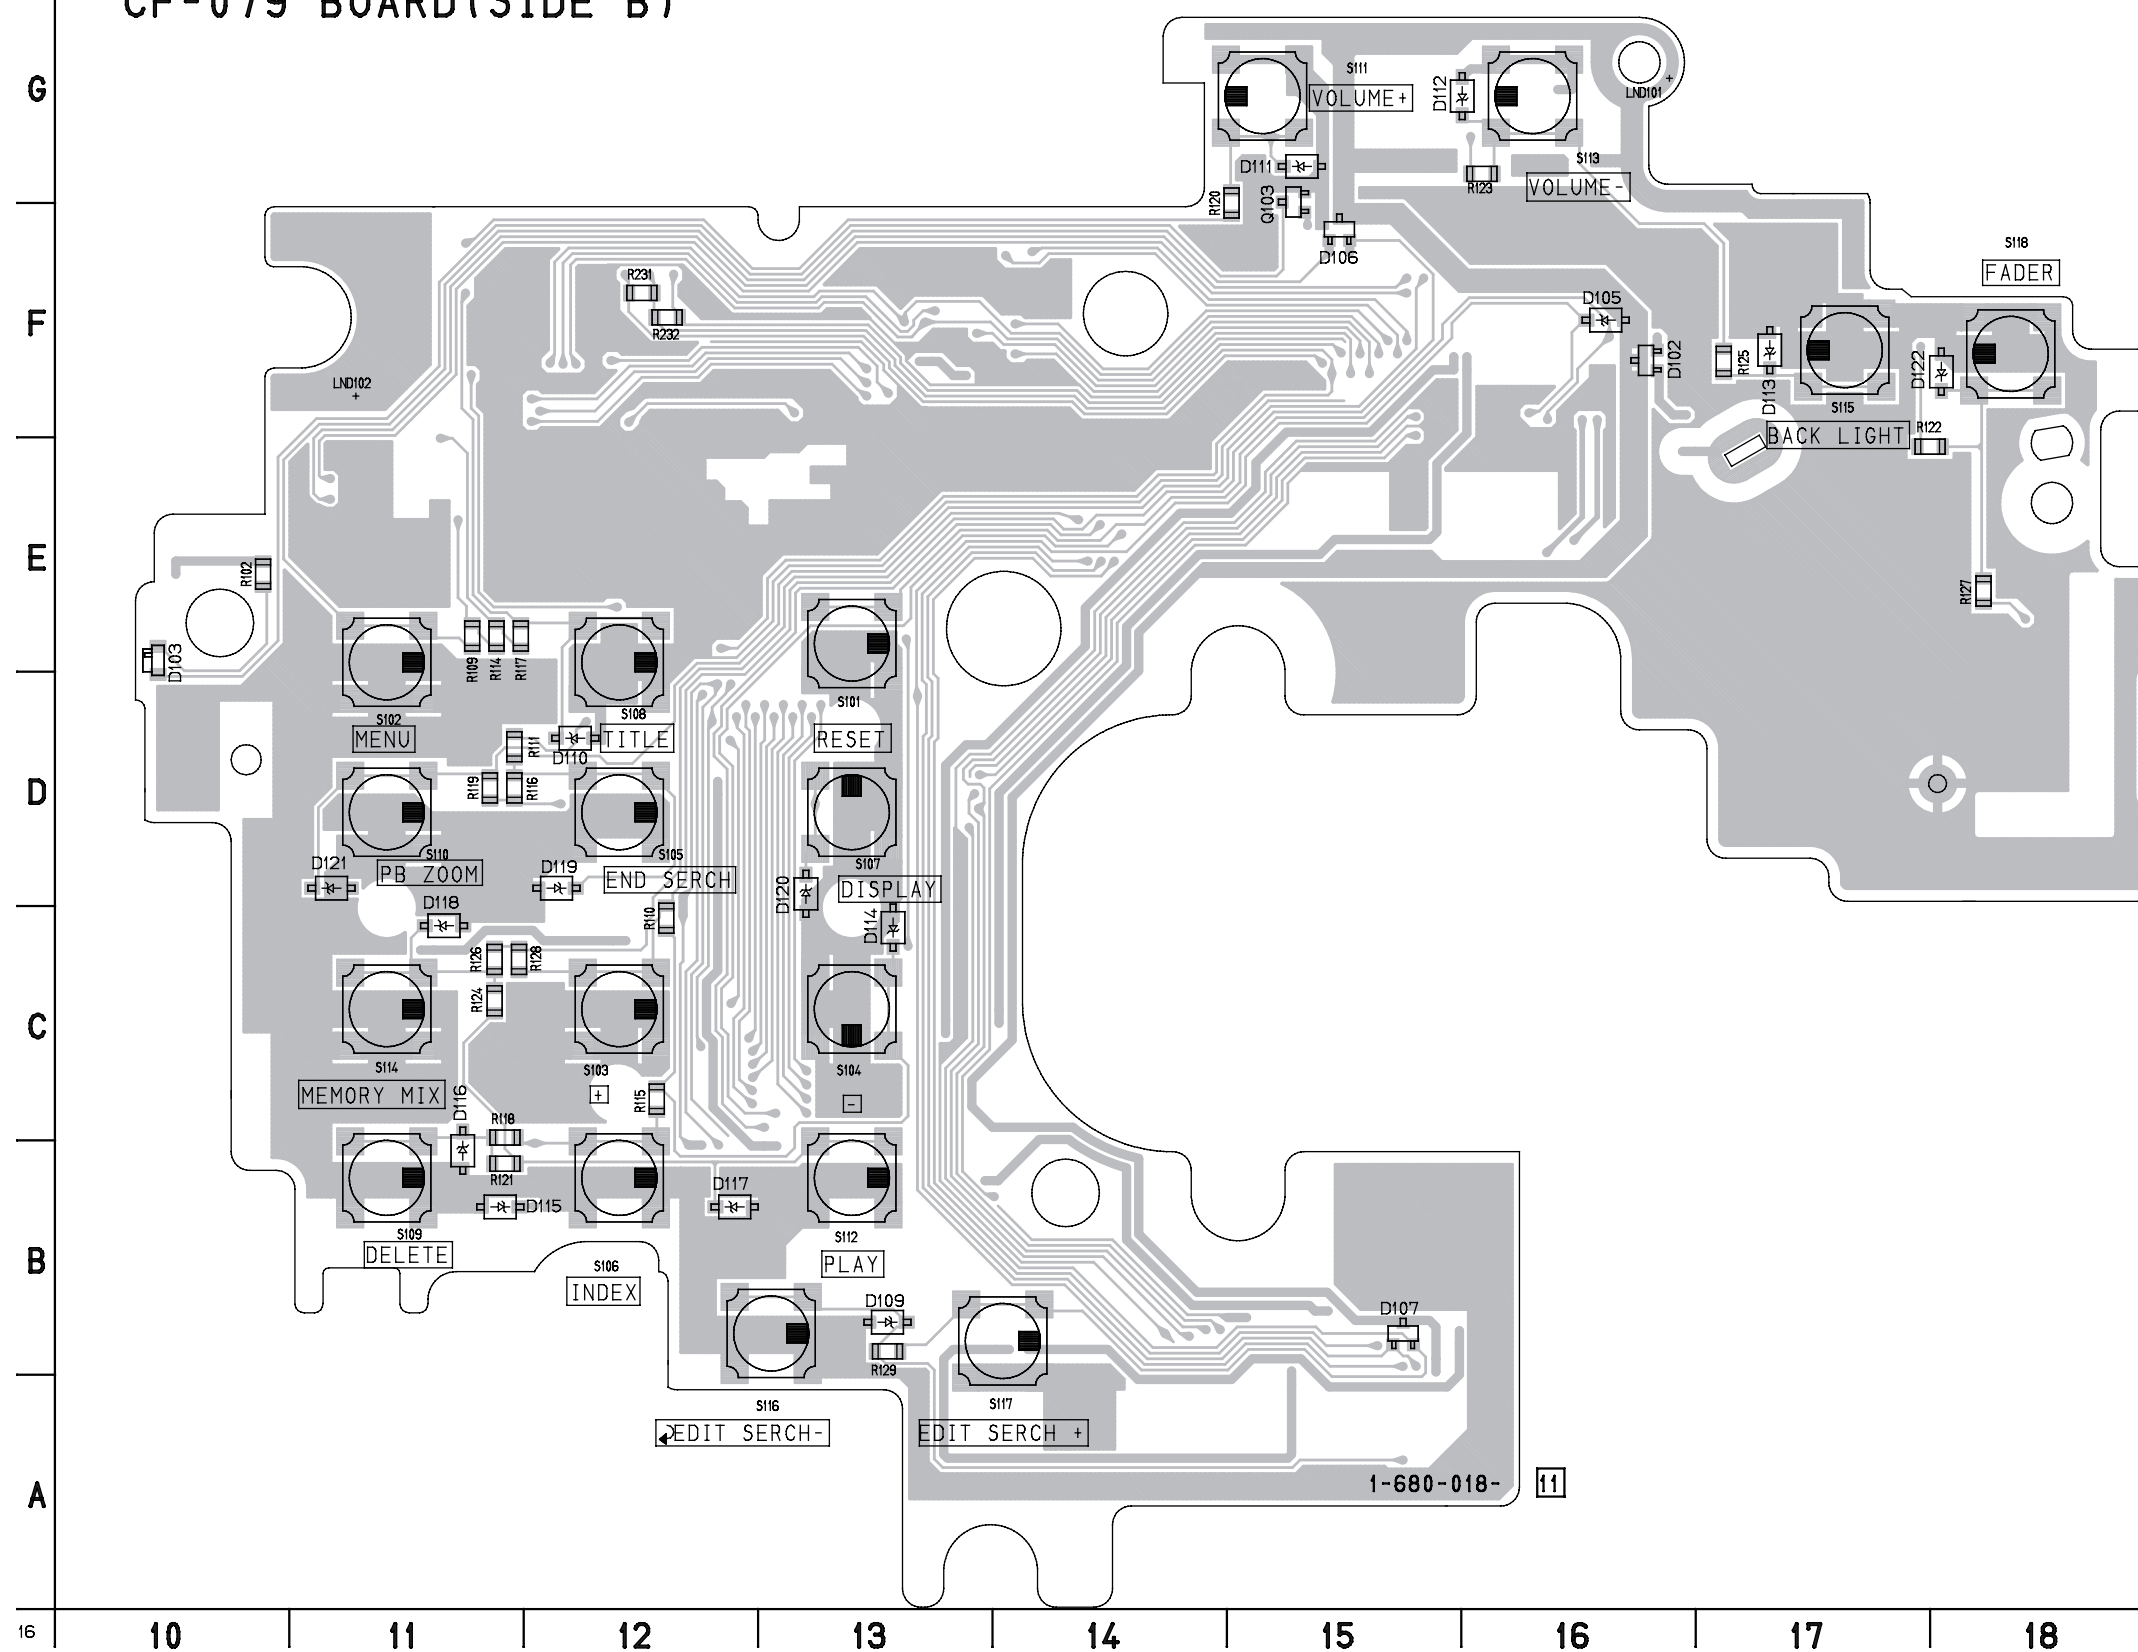 CF-079 BOARD(SIDE B)
G
S111
VOLUME+
D112
LND101
+
D111
S113
VOLUME-
R123
R120
Q103
D106
S118
FADER
R231
R232
F
D105
D102
R125
D113
S115
BACK LIGHT
D122
R122
LND102
+
E
R102
D103
R127
R109
R114
R117
S102
MENU
S108
TITLE
S101
RESET
R111
D110
D
R119
R116
S110
PB ZOOM
D121
D119
S105
END SERCH
S107
DISPLAY
D120
D118
R110
D114
R126
R128
R124
C
S114
MEMORY MIX
D116
S103
+
R115
S104
-
R118
R121
D115
D117
S109
DELETE
B
S106
INDEX
S112
PLAY
D109
R129
D107
S116
EDIT SERCH-
S117
EDIT SERCH +
A
1-680-018-
11
16
10
11
12
13
14
15
16
17
18